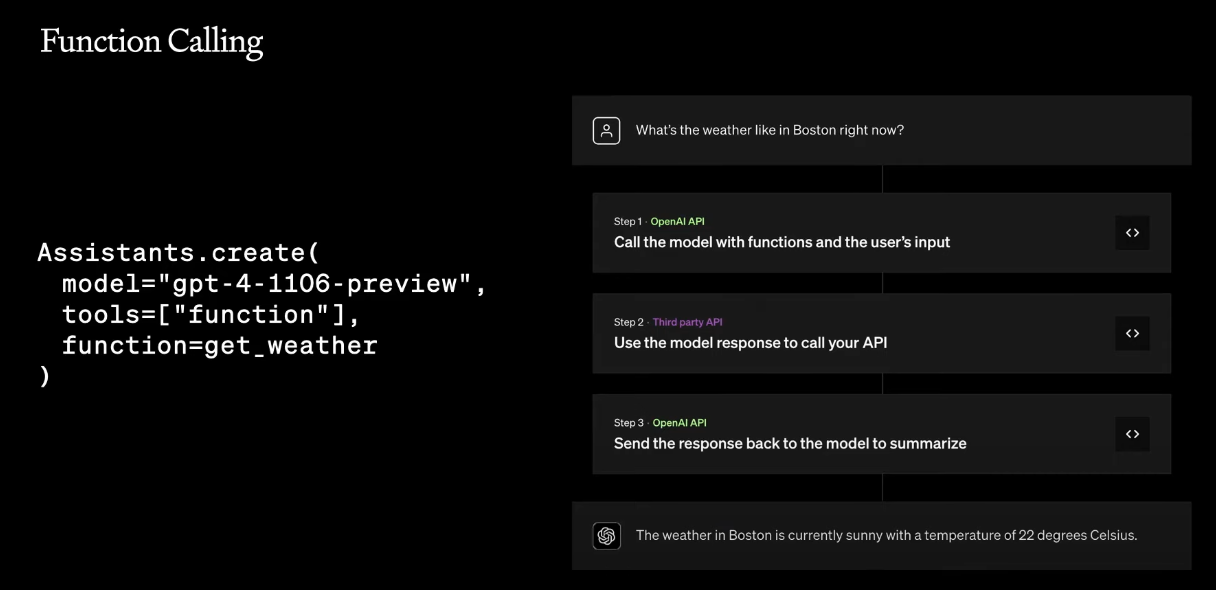 Function Calling
Assistants.create(
model="gpt-4-1106-preview",
tools=["function"],
function=get_weather
)
What's the weather like in Boston right now?
Step 1 · OpenAI API
Call the model with functions and the user's input
<>
Step 2 · Third party API
Use the model response to call your API
<>
Step 3 · OpenAI API
Send the response back to the model to summarize
<>
The weather in Boston is currently sunny with a temperature of 22 degrees Celsius.